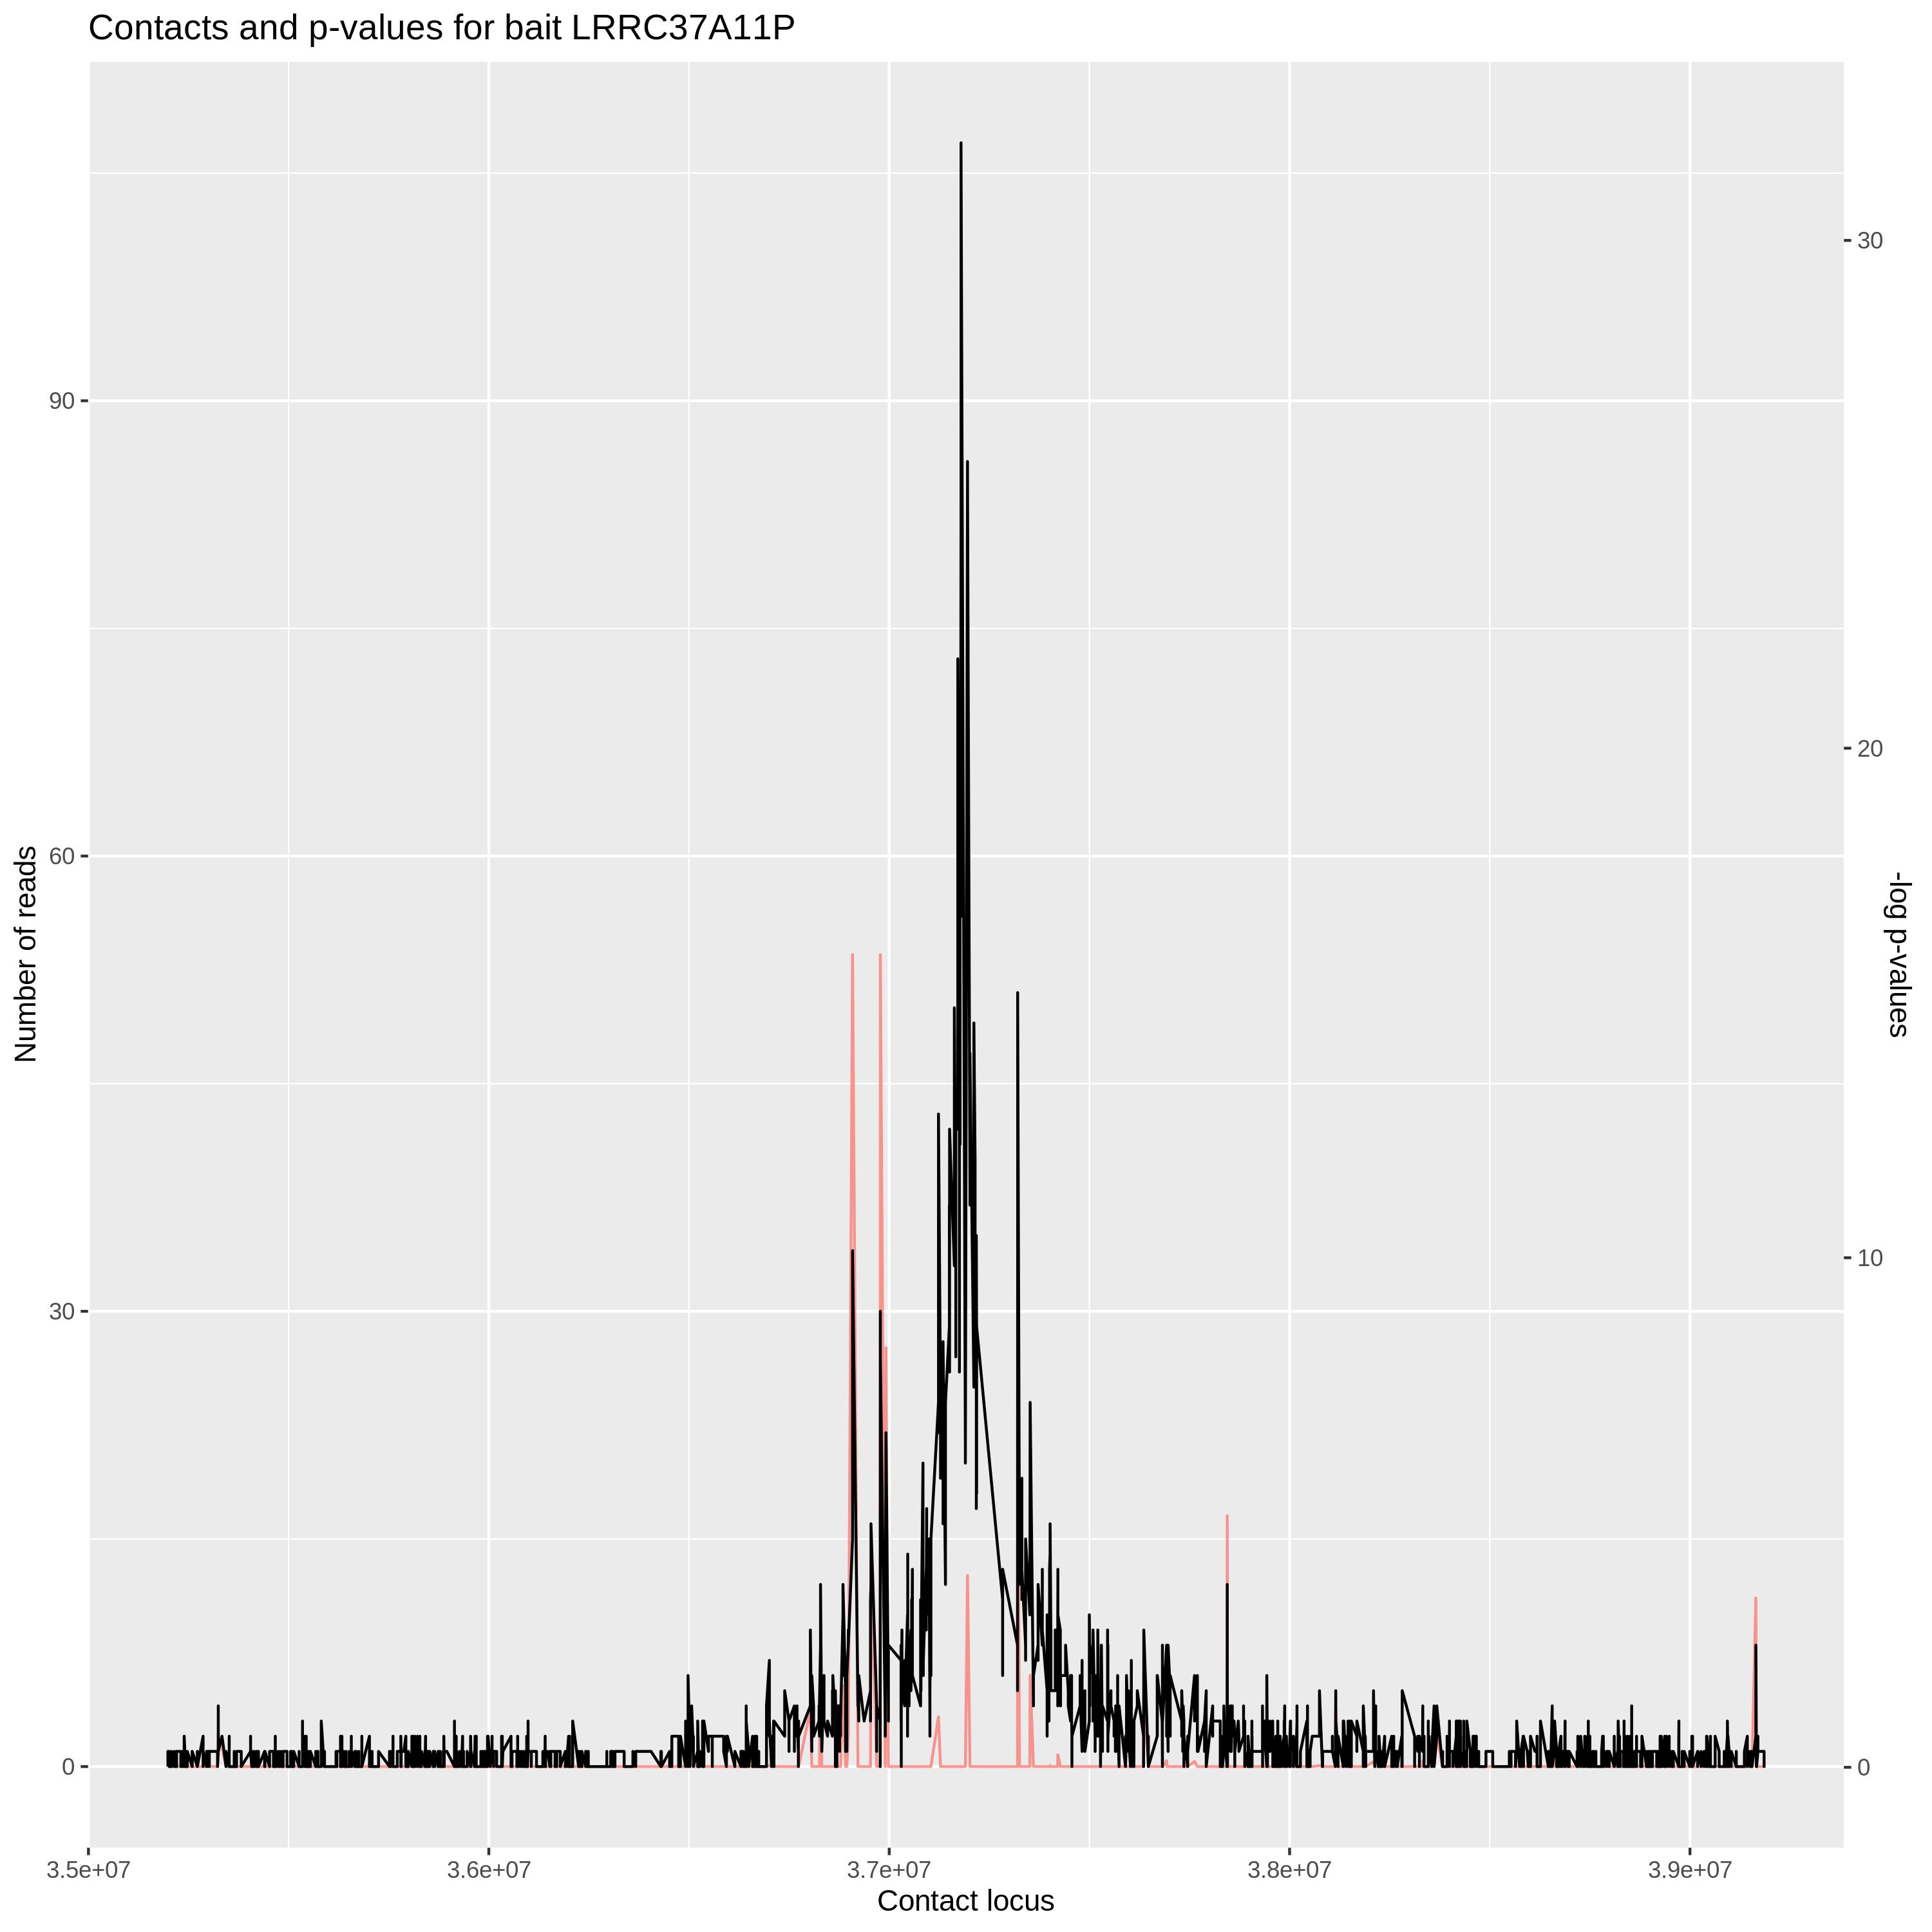 Contacts and p-values for bait LRRC37A11P
Number of reads
90
60
30
0
30
20
10
0
-log p-values
3.5e+07
3.6e+07
3.7e+07
3.8e+07
3.9e+07
Contact locus